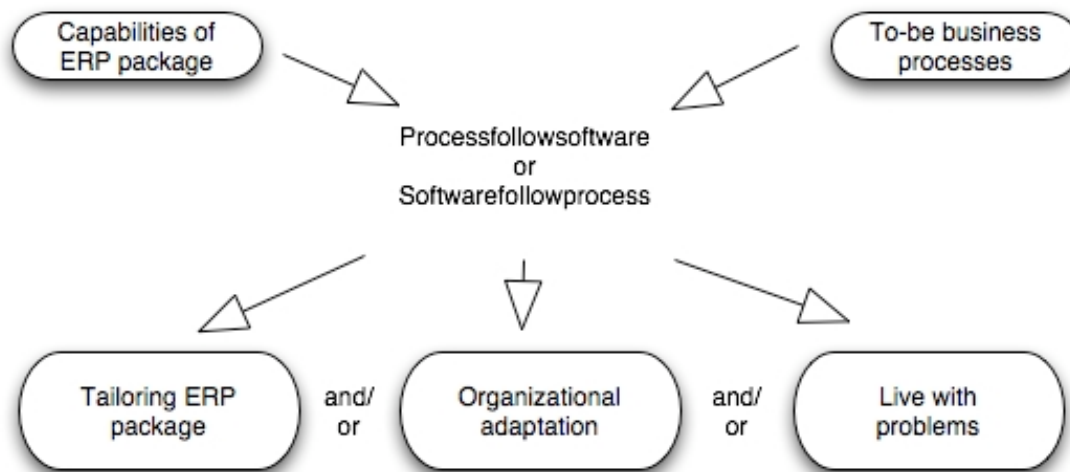 Capabilities of
ERP package
To-be business
processes
Processfollowsoftware
or
Softwarefollowprocess
Tailoring ERP
package
and/
or
Organizational
adaptation
and/
or
Live with
problems